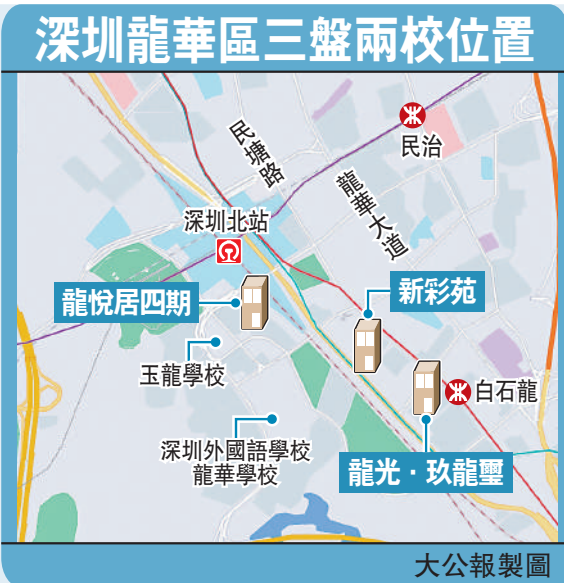 深圳龍華區三盤兩校位置
民治
民塘路
龍華大道
深圳北站
新彩苑
龍悅居四期
玉龍學校
白石龍
深圳外國語學校
龍華學校
龍光·玖龍璽
大公報製圖